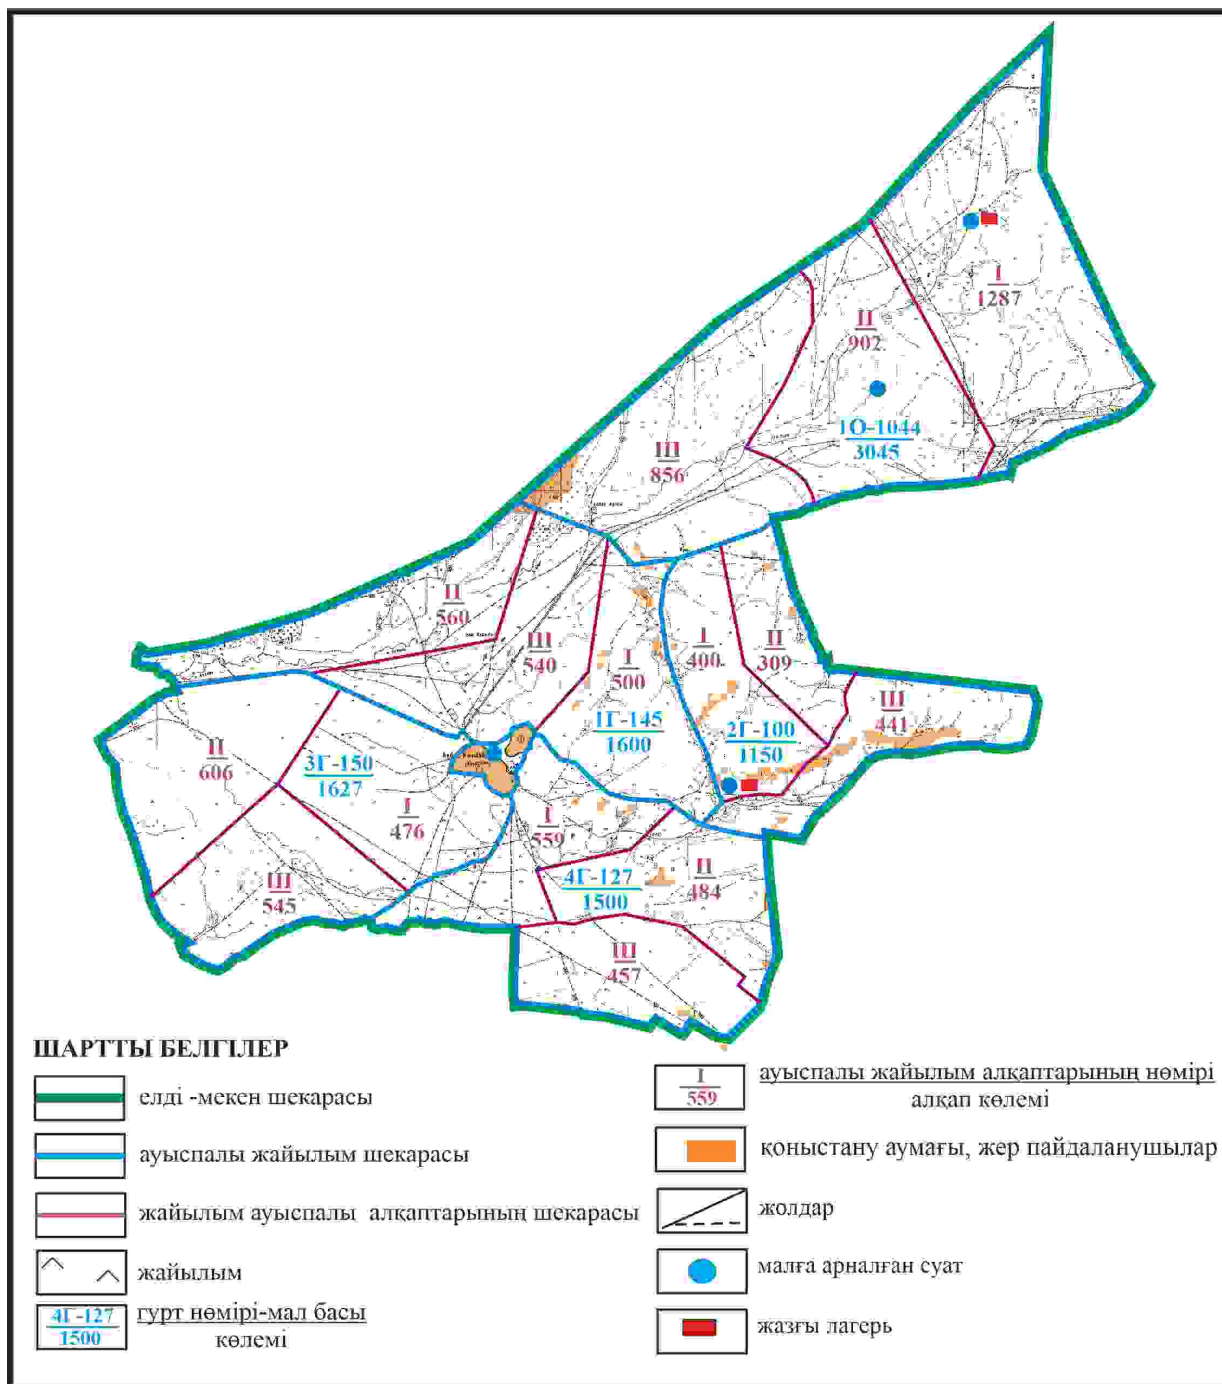 I
1287
II
902
1О-1044
3045
III
856
II
560
III
540
I
500
I
400
II
309
III
441
1Г-145
1600
2Г-100
1150
II
606
3Г-150
1627
I
476
I
559
III
545
4Г-127
1500
II
484
III
457
ШАРТТЫ БЕЛГІЛЕР
елді -мекен шекарасы
ауыспалы жайылым шекарасы
жайылым ауыспалы алқаптарының шекарасы
жайылым
4Г-127
1500
гурт нөмірі-мал басы
көлемі
I
559
ауыспалы жайылым алқаптарының нөмірі
алқап көлемі
қоныстану аумағы, жер пайдаланушылар
жолдар
малға арналған суат
жазғы лагерь